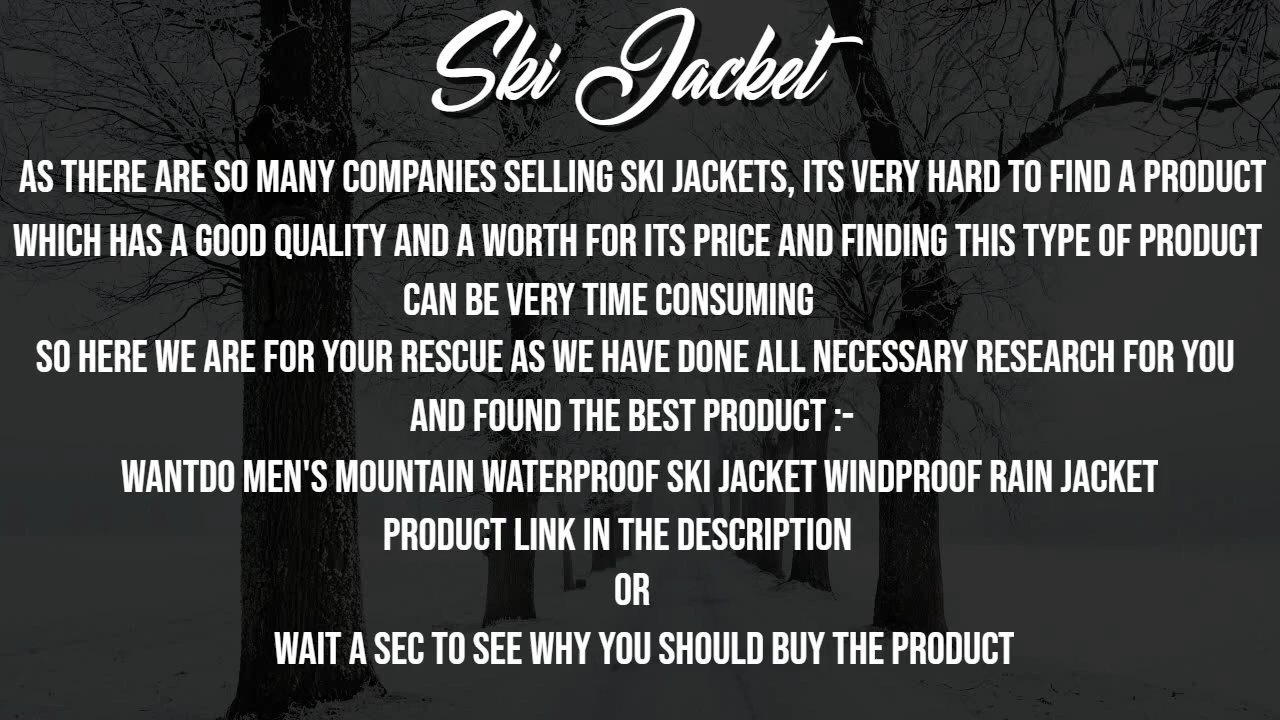 Ski Jacket
AS THERE ARE SO MANY COMPANIES SELLING SKI JACKETS, ITS VERY HARD TO FIND A PRODUCT
WHICH HAS A GOOD QUALITY AND A WORTH FOR ITS PRICE AND FINDING THIS TYPE OF PRODUCT
CAN BE VERY TIME CONSUMING
SO HERE WE ARE FOR YOUR RESCUE AS WE HAVE DONE ALL NECESSARY RESEARCH FOR YOU
AND FOUND THE BEST PRODUCT :-
WANTDO MEN'S MOUNTAIN WATERPROOF SKI JACKET WINDPROOF RAIN JACKET
PRODUCT LINK IN THE DESCRIPTION
OR
WAIT A SEC TO SEE WHY YOU SHOULD BUY THE PRODUCT